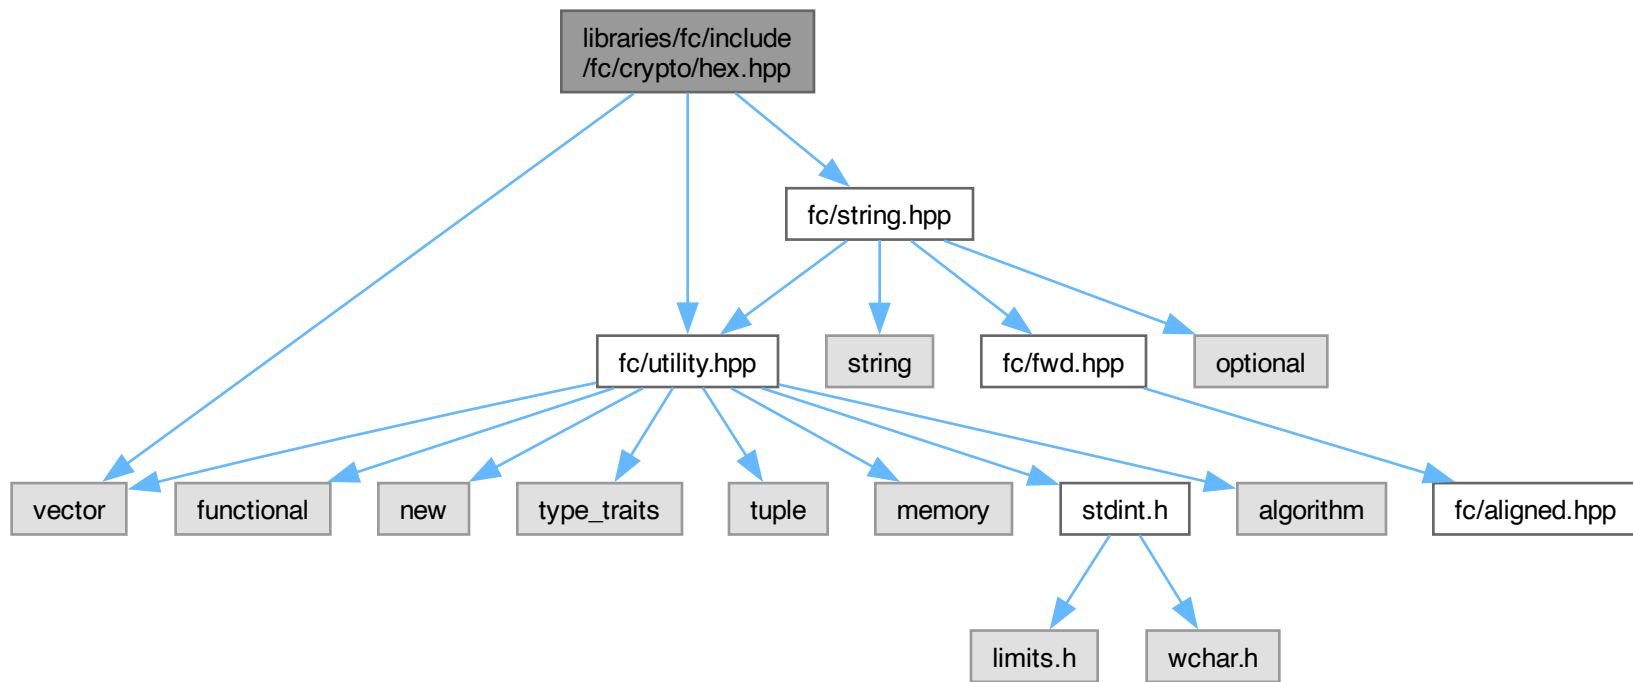 libraries/fc/include
/fc/crypto/hex.hpp
fc/string.hpp
fc/utility.hpp
string
fc/fwd.hpp
optional
vector
functional
new
type_traits
tuple
memory
stdint.h
algorithm
fc/aligned.hpp
limits.h
wchar.h